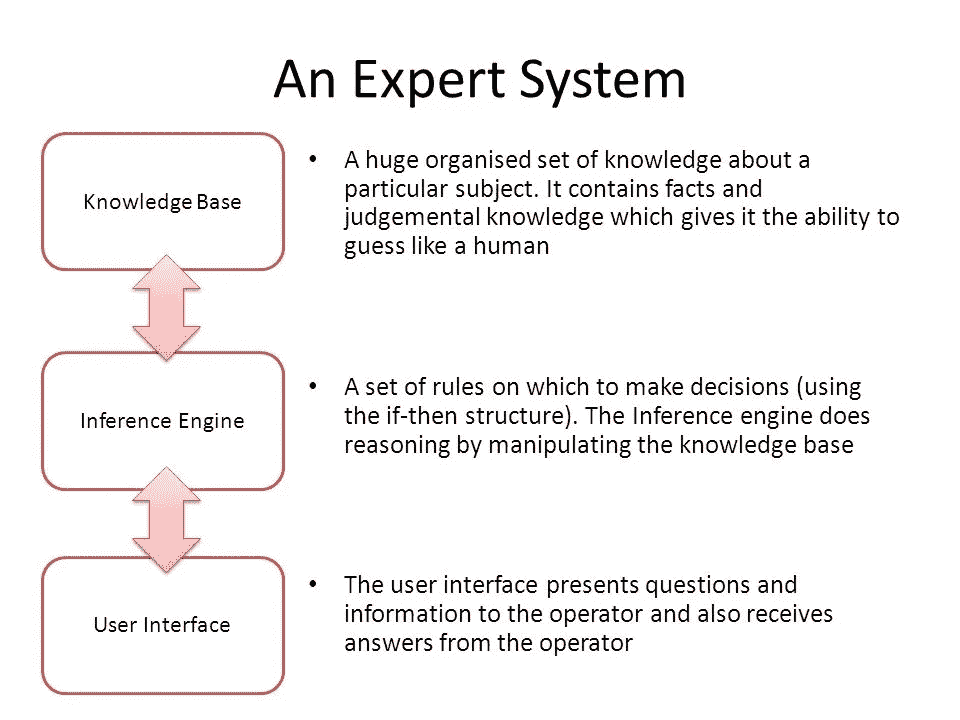 An Expert System
Knowledge Base
• A huge organised set of knowledge about a
particular subject. It contains facts and
judgemental knowledge which gives it the ability to
guess like a human
Inference Engine
• A set of rules on which to make decisions (using
the if-then structure). The Inference engine does
reasoning by manipulating the knowledge base
User Interface
• The user interface presents questions and
information to the operator and also receives
answers from the operator